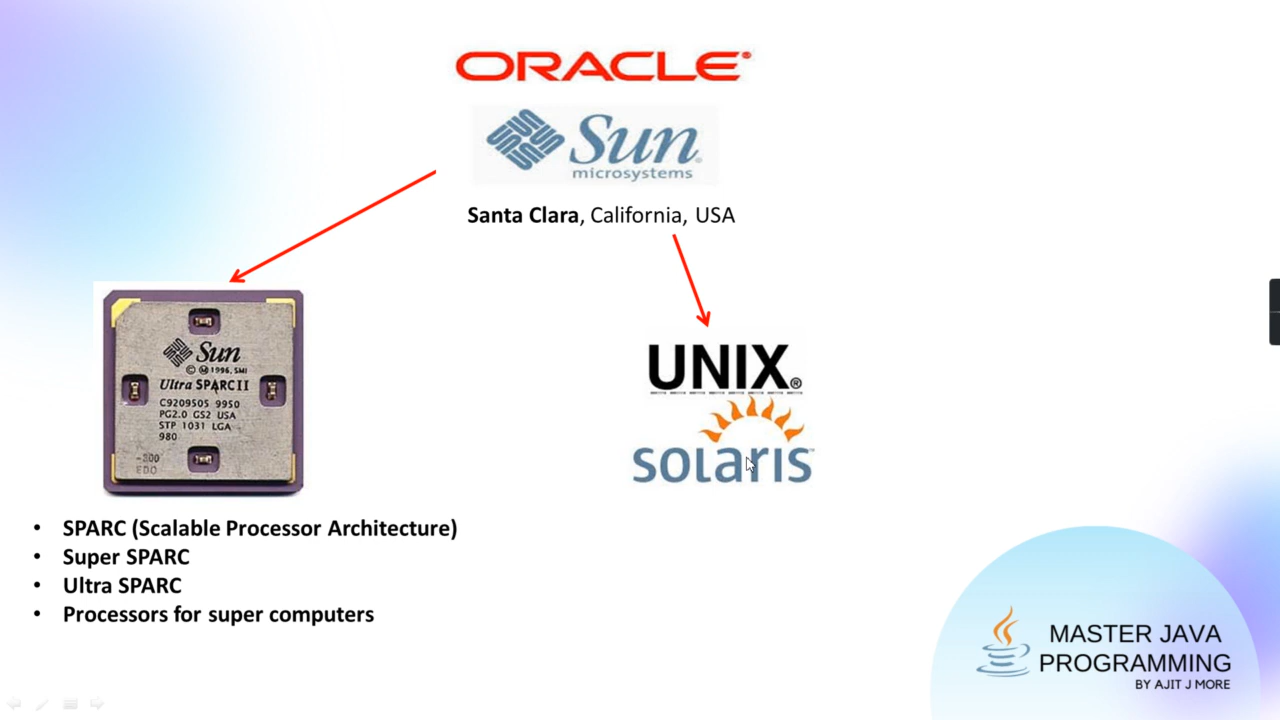 ORACLE®
Sun
microsystems
Santa Clara, California, USA
Sun
© Ⓜ 1996, SMI
Ultra SPARC II
C9209505 9950
PG2.0 GS2 USA
STP 1031 LGA
980
-200
EDO
UNIX®
solaris™
• SPARC (Scalable Processor Architecture)
• Super SPARC
• Ultra SPARC
• Processors for super computers
MASTER JAVA
PROGRAMMING
BY AJIT J MORE